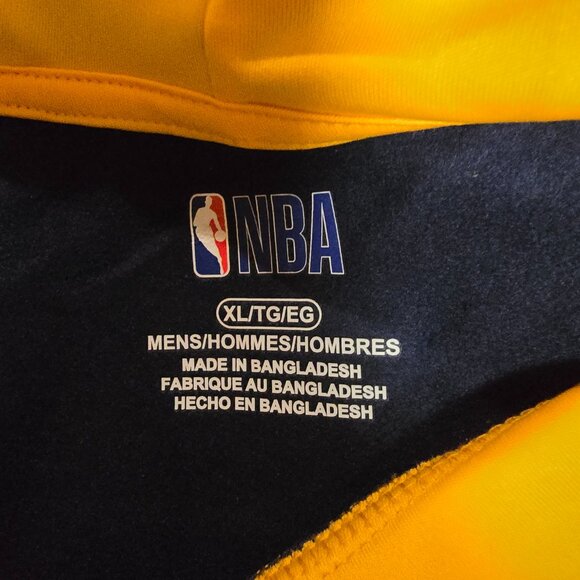 NBA
XL/TG/EG
MENS/HOMMES/HOMBRES
MADE IN BANGLADESH
FABRIQUE AU BANGLADESH
HECHO EN BANGLADESH